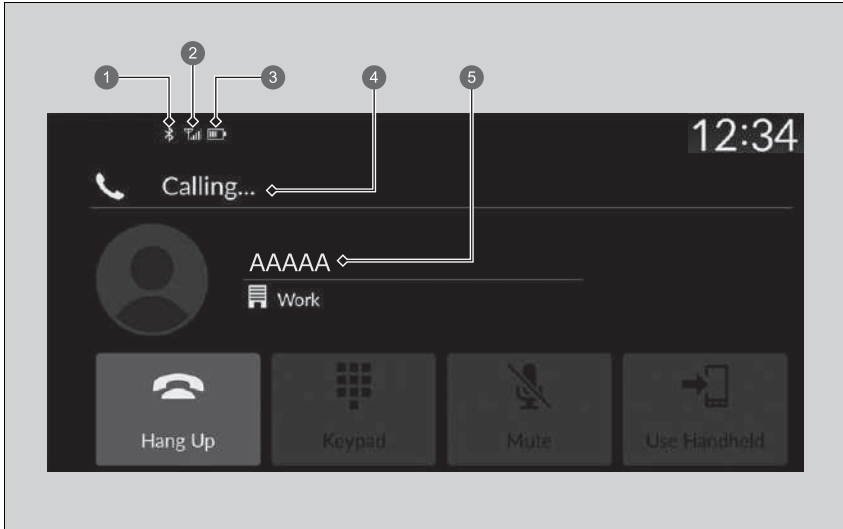 1 2 3 4 5
12:34
Calling...
AAAAA
Work
Hang Up Keypad Mute Use Handheld